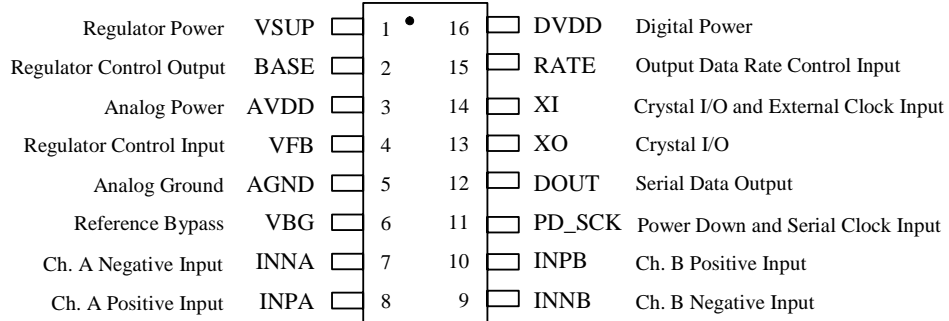 Regulator Power VSUP 1 16 DVDD Digital Power
Regulator Control Output BASE 2 15 RATE Output Data Rate Control Input
Analog Power AVDD 3 14 XI Crystal I/O and External Clock Input
Regulator Control Input VFB 4 13 XO Crystal I/O
Analog Ground AGND 5 12 DOUT Serial Data Output
Reference Bypass VBG 6 11 PD_SCK Power Down and Serial Clock Input
Ch. A Negative Input INNA 7 10 INPB Ch. B Positive Input
Ch. A Positive Input INPA 8 9 INNB Ch. B Negative Input